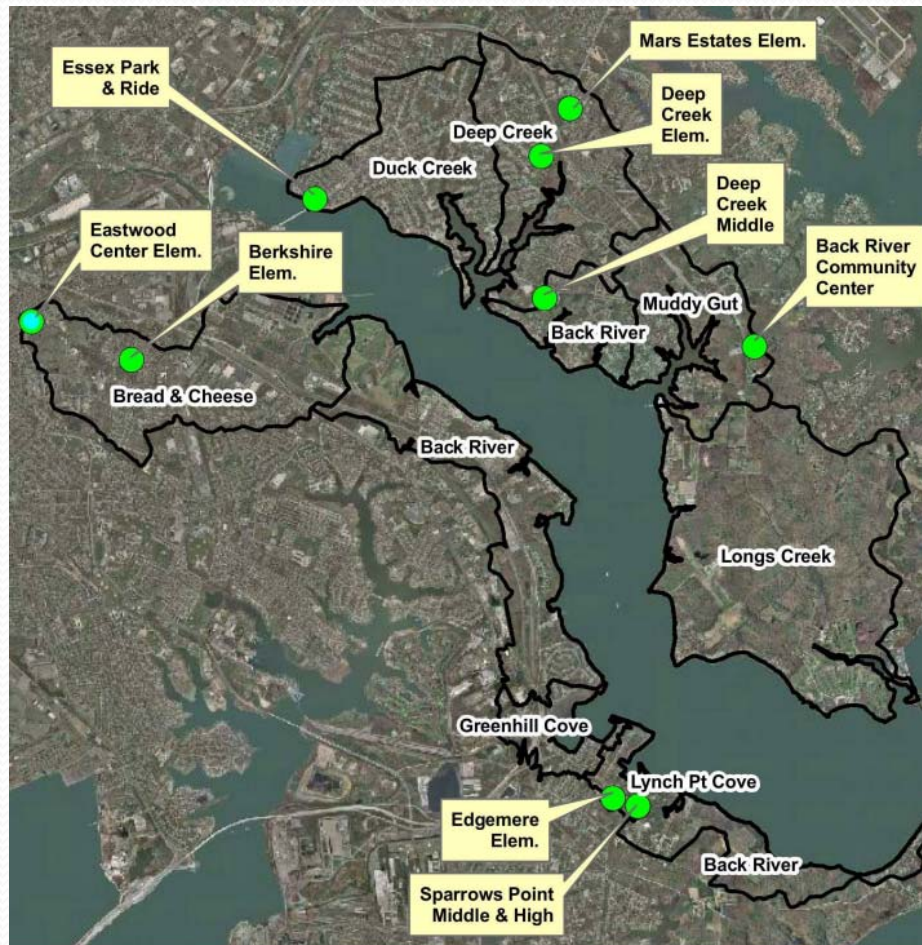 Mars Estates Elem.
Essex Park
& Ride
Deep
Creek
Elem.
Deep Creek
Duck Creek
Deep
Creek
Middle
Eastwood
Center Elem.
Berkshire
Elem.
Back River
Community
Center
Muddy Gut
Back River
Bread & Cheese
Back River
Longs Creek
Greenhill Cove
Lynch Pt Cove
Edgemere
Elem.
Back River
Sparrows Point
Middle & High